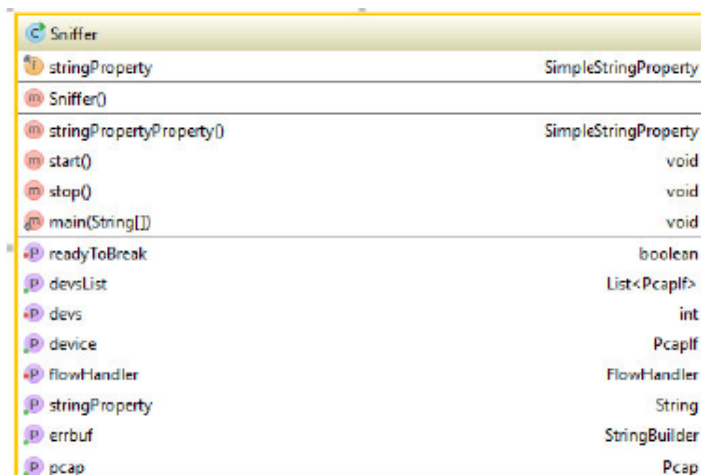 Sniffer
stringProperty SimpleStringProperty
Sniffer()
stringPropertyProperty() SimpleStringProperty
start() void
stop() void
main(String[]) void
readyToBreak boolean
devsList List<PcapIf>
devs int
device PcapIf
flowHandler FlowHandler
stringProperty String
errbuf StringBuilder
pcap Pcap